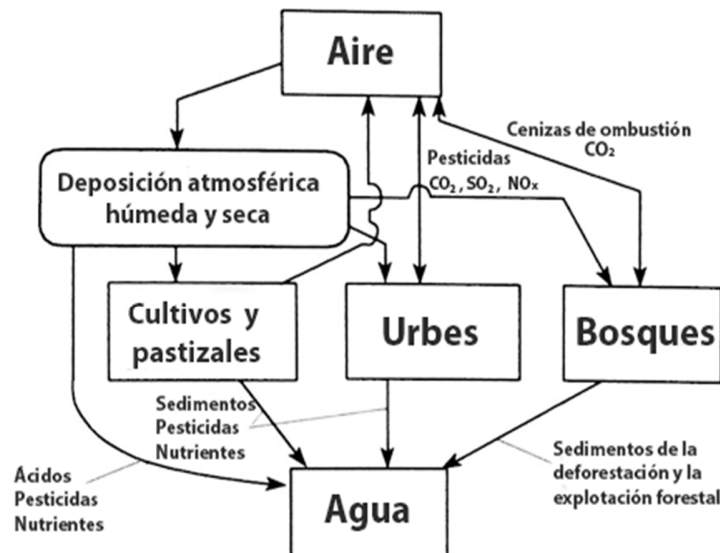 Aire
Cenizas de ombustión
CO₂
Pesticidas
CO₂, SO₂, NOₓ
Deposición atmosférica
húmeda y seca
Cultivos y
pastizales
Urbes
Bosques
Sedimentos
Pesticidas
Nutrientes
Sedimentos de la
deforestación y la
explotación forestal
Acidos
Pesticidas
Nutrientes
Agua